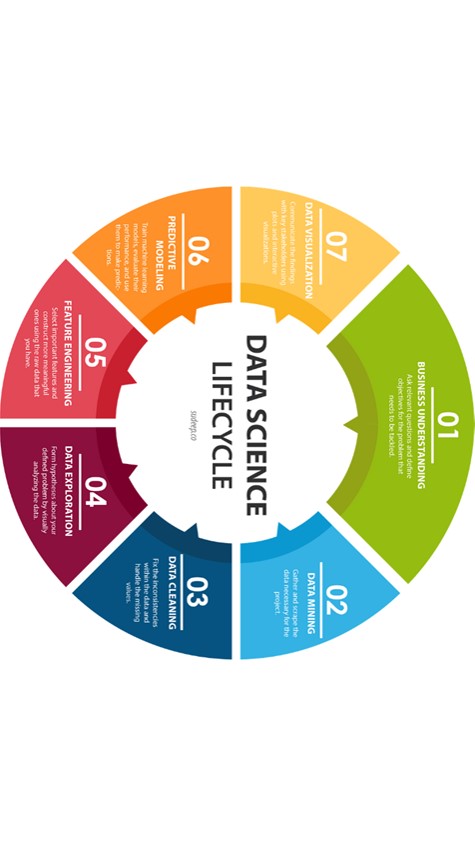 01
BUSINESS UNDERSTANDING
Ask relevant questions and define
objectives for the problem that
needs to be tackled.
02
DATA MINING
Gather and scrape the
data necessary for the
project.
03
DATA CLEANING
Fix the inconsistencies
within the data and
handle the missing
values.
04
DATA EXPLORATION
Form hypotheses about your
defined problem by visually
analyzing the data.
05
FEATURE ENGINEERING
Select important features and
construct more meaningful
ones using the raw data that
you have.
06
PREDICTIVE
MODELING
Train machine learning
models, evaluate their
performance, and use
them to make predic-
tions.
07
DATA VISUALIZATION
Communicate the findings
with key stakeholders using
plots and interactive
visualizations.
DATA SCIENCE
LIFECYCLE
sudeep.co